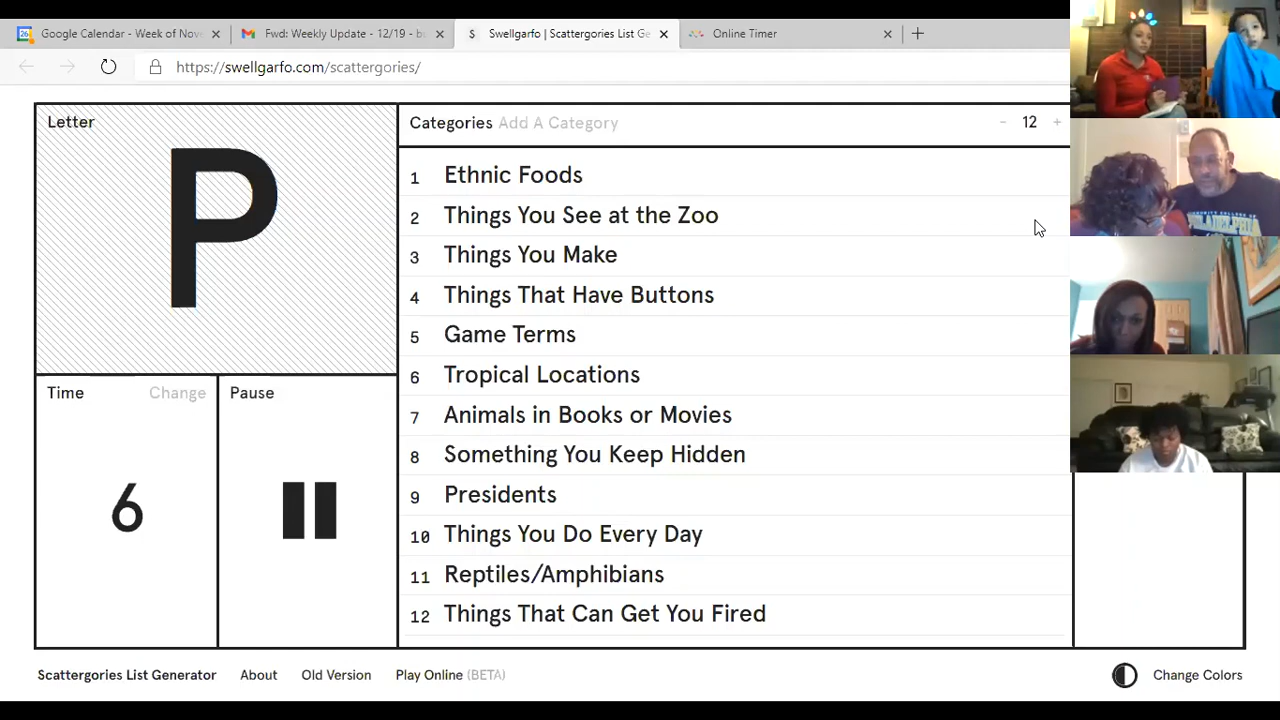 Google Calendar - Week of Nov
Fwd: Weekly Update - 12/19 - b
Swellgarfo | Scattergories List Ge
Online Timer
https://swellgarfo.com/scattergories/
Letter
P
Categories Add A Category
- 12 +
1 Ethnic Foods
2 Things You See at the Zoo
3 Things You Make
4 Things That Have Buttons
5 Game Terms
6 Tropical Locations
7 Animals in Books or Movies
8 Something You Keep Hidden
9 Presidents
10 Things You Do Every Day
11 Reptiles/Amphibians
12 Things That Can Get You Fired
Time Change
6
Pause
Scattergories List Generator About Old Version Play Online (BETA)
Change Colors
PHILADELPHIA